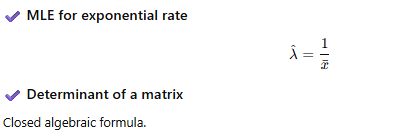 ✔ MLE for exponential rate
λ̂ = 1/x̄
✔ Determinant of a matrix
Closed algebraic formula.